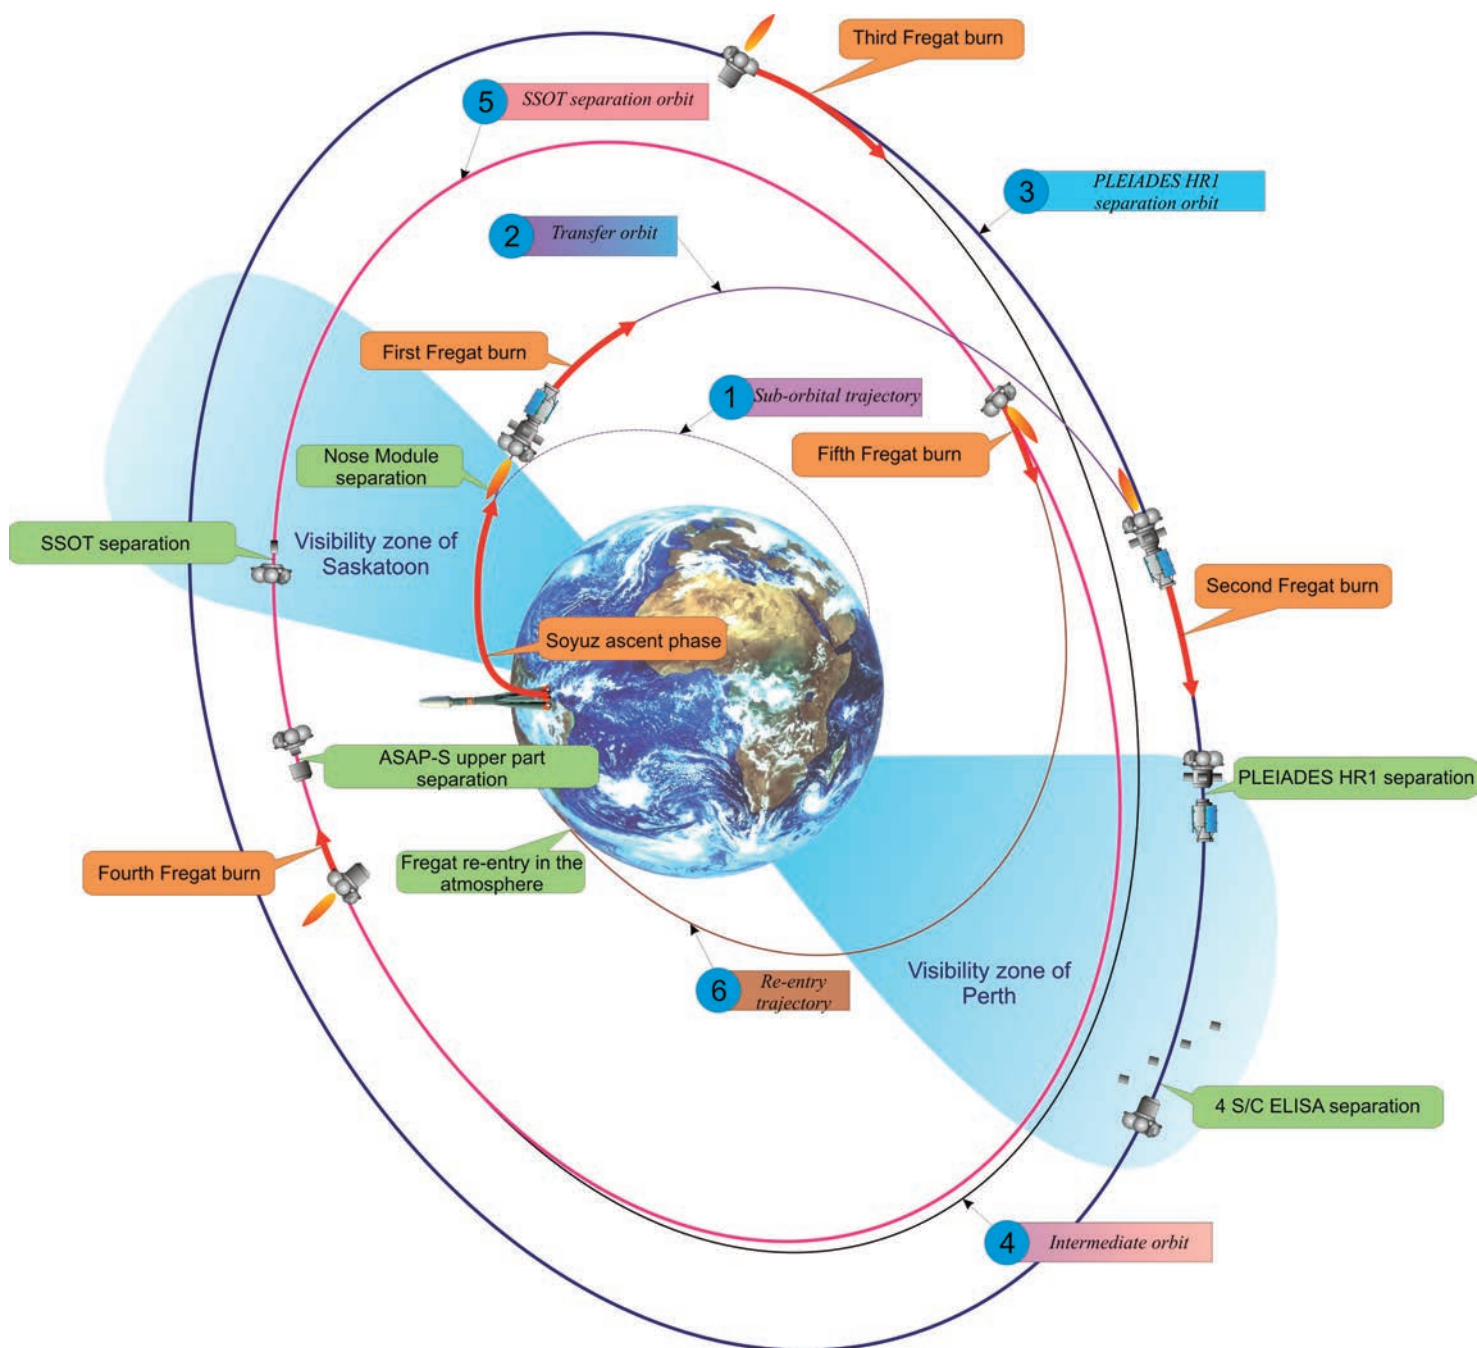 Third Fregat burn
5
SSOT separation orbit
3
PLEIADES HR1
separation orbit
2
Transfer orbit
First Fregat burn
1
Sub-orbital trajectory
Fifth Fregat burn
Nose Module
separation
SSOT separation
Visibility zone of
Saskatoon
Second Fregat burn
Soyuz ascent phase
ASAP-S upper part
separation
PLEIADES HR1 separation
Fourth Fregat burn
Fregat re-entry in the
atmosphere
Visibility zone of
Perth
6
Re-entry
trajectory
4 S/C ELISA separation
4
Intermediate orbit